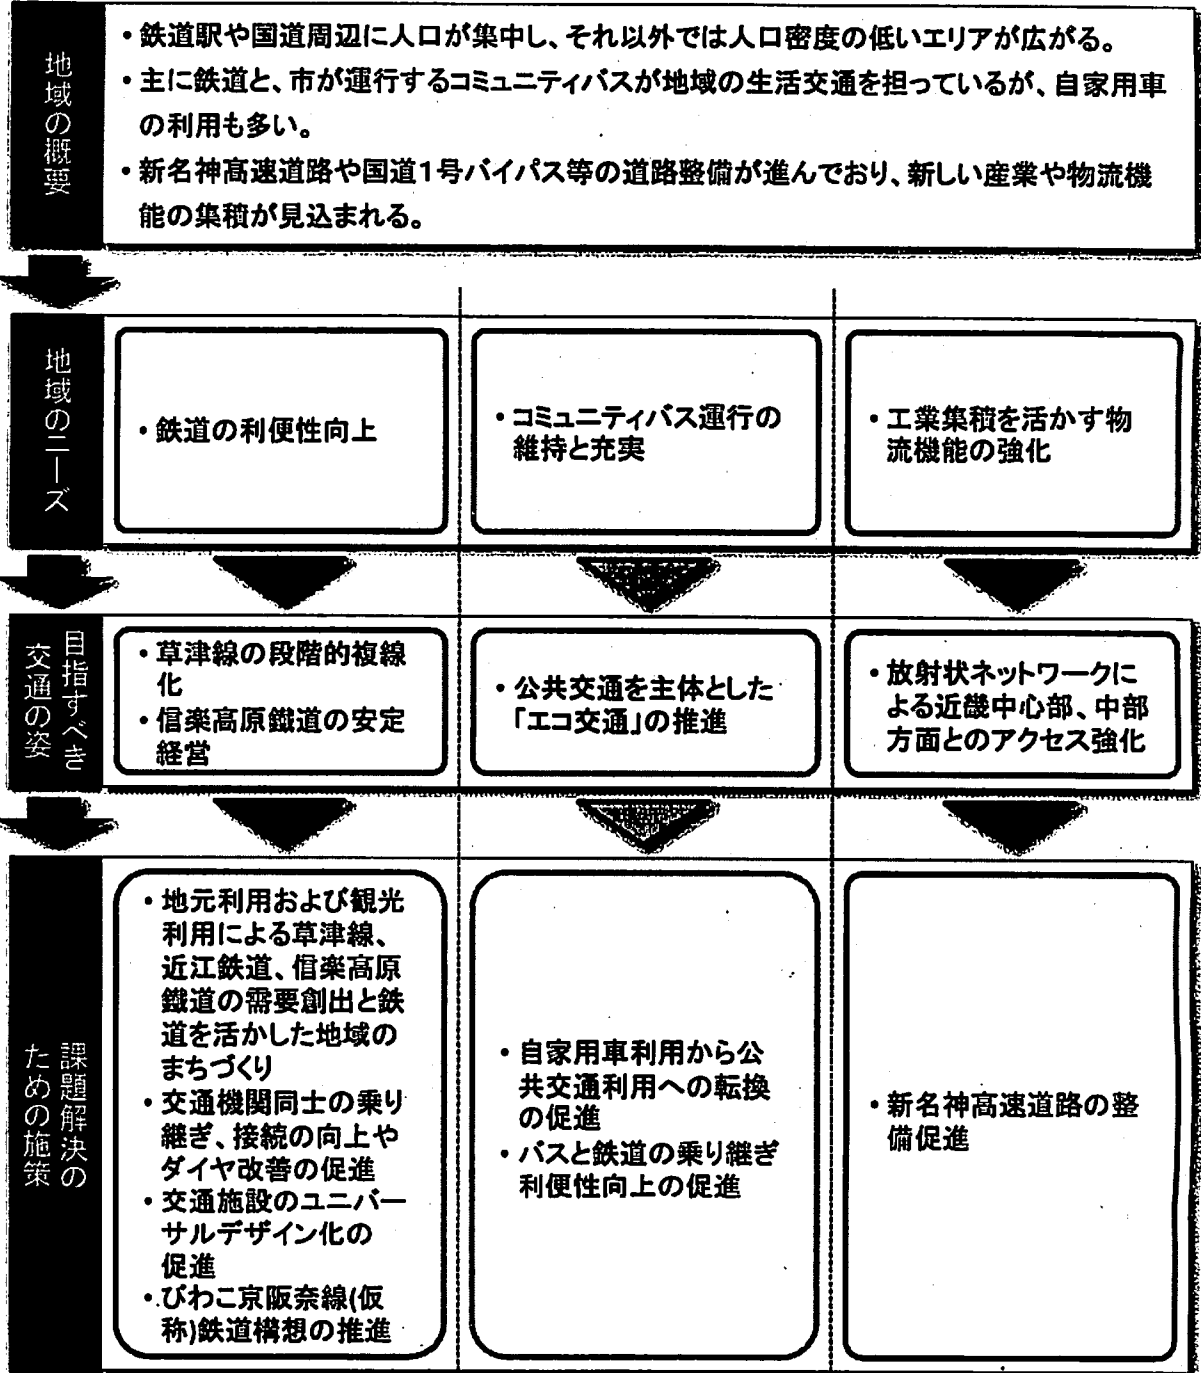 地域の概要
・鉄道駅や国道周辺に人口が集中し、それ以外では人口密度の低いエリアが広がる。
・主に鉄道と、市が運行するコミュニティバスが地域の生活交通を担っているが、自家用車
の利用も多い。
・新名神高速道路や国道1号バイパス等の道路整備が進んでおり、新しい産業や物流機
能の集積が見込まれる。
地域のニーズ
・鉄道の利便性向上
・コミュニティバス運行の
維持と充実
・工業集積を活かす物
流機能の強化
目指すべき
交通の姿
・草津線の段階的複線
化
・信楽高原鐵道の安定
経営
・公共交通を主体とした
「エコ交通」の推進
・放射状ネットワークに
よる近畿中心部、中部
方面とのアクセス強化
課題解決の
ための施策
・地元利用および観光
利用による草津線、
近江鉄道、信楽高原
鐵道の需要創出と鉄
道を活かした地域の
まちづくり
・交通機関同士の乗り
継ぎ、接続の向上や
ダイヤ改善の促進
・交通施設のユニバー
サルデザイン化の
促進
・びわこ京阪奈線(仮
称)鉄道構想の推進
・自家用車利用から公
共交通利用への転換
の促進
・バスと鉄道の乗り継ぎ
利便性向上の促進
・新名神高速道路の整
備促進